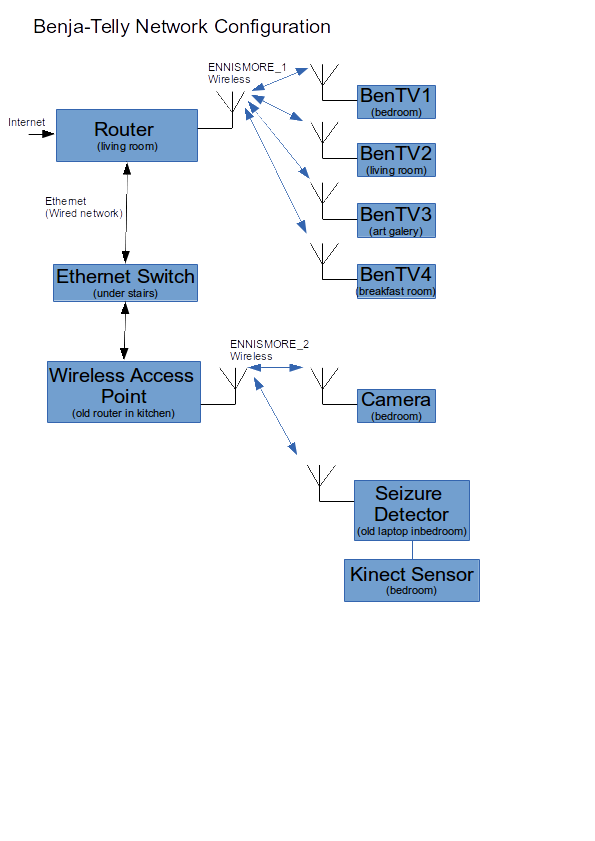 Benja-Telly Network Configuration
ENNISMORE_1
Wireless
Internet
Router
(living room)
BenTV1
(bedroom)
BenTV2
(living room)
Ethernet
(Wired network)
BenTV3
(art galery)
Ethernet Switch
(under stairs)
BenTV4
(breakfast room)
ENNISMORE_2
Wireless
Wireless Access
Point
(old router in kitchen)
Camera
(bedroom)
Seizure
Detector
(old laptop inbedroom)
Kinect Sensor
(bedroom)